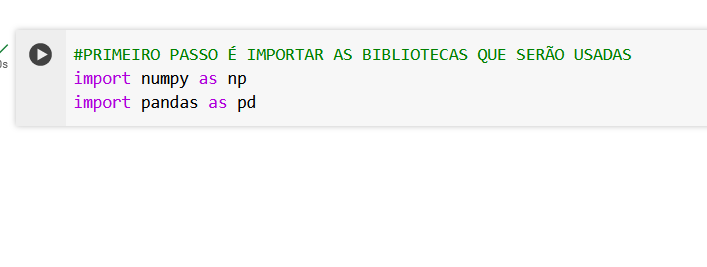 #PRIMEIRO PASSO É IMPORTAR AS BIBLIOTECAS QUE SERÃO USADAS
import numpy as np
import pandas as pd